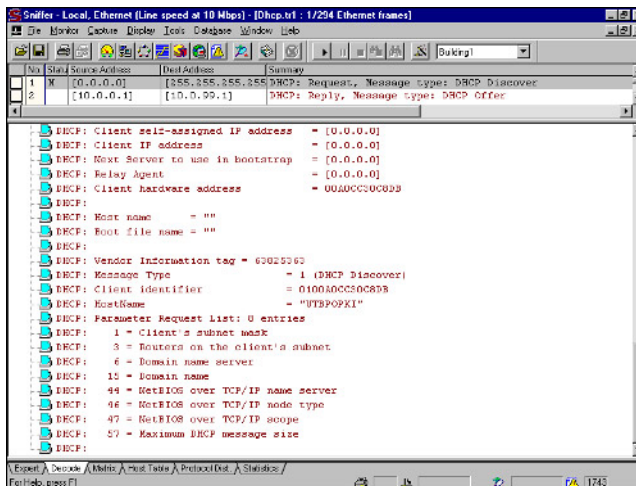 Sniffer - Local, Ethernet (Line speed at 10 Mbps) - [Dhcp.tr1 : 1/294 Ethernet frames]
File Monitor Capture Display Tools Database Window Help
Building1
No. Status Source Address Dest Address Summary
1 M [0.0.0.0] [255.255.255.255] DHCP: Request, Message type: DHCP Discover
2 [10.0.0.1] [10.0.99.1] DHCP: Reply, Message type: DHCP Offer
DHCP: Client self-assigned IP address = [0.0.0.0]
DHCP: Client IP address = [0.0.0.0]
DHCP: Next Server to use in bootstrap = [0.0.0.0]
DHCP: Relay Agent = [0.0.0.0]
DHCP: Client hardware address = 00A0CC30C8DB
DHCP:
DHCP: Host name = ""
DHCP: Boot file name = ""
DHCP:
DHCP: Vendor Information tag = 63825363
DHCP: Message Type = 1 (DHCP Discover)
DHCP: Client identifier = 0100A0CC30C8DB
DHCP: HostName =
DHCP: Parameter Request List: 8 entries
DHCP: 1 = Client's subnet mask
DHCP: 3 = Routers on the client's subnet
DHCP: 6 = Domain name server
DHCP: 15 = Domain name
DHCP: 44 = NetBIOS over TCP/IP name server
DHCP: 46 = NetBIOS over TCP/IP node type
DHCP: 47 = NetBIOS over TCP/IP scope
DHCP: 57 = Maximum DHCP message size
DHCP:
Expert Decode Matrix Host Table Protocol Dist. Statistics
For Help, press F1
1743